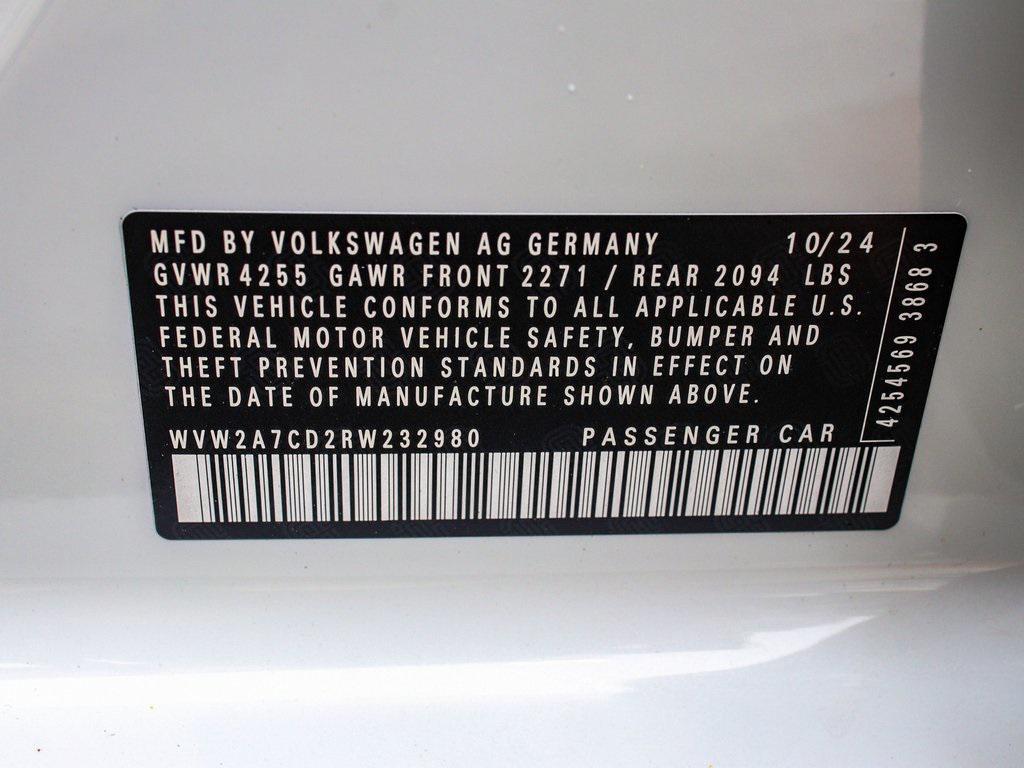 MFD BY VOLKSWAGEN AG GERMANY 10/24
GVWR 4255 GAWR FRONT 2271 / REAR 2094 LBS
THIS VEHICLE CONFORMS TO ALL APPLICABLE U.S.
FEDERAL MOTOR VEHICLE SAFETY, BUMPER AND
THEFT PREVENTION STANDARDS IN EFFECT ON
THE DATE OF MANUFACTURE SHOWN ABOVE.
WVW2A7CD2RW232980 PASSENGER CAR
4254569 3868 3